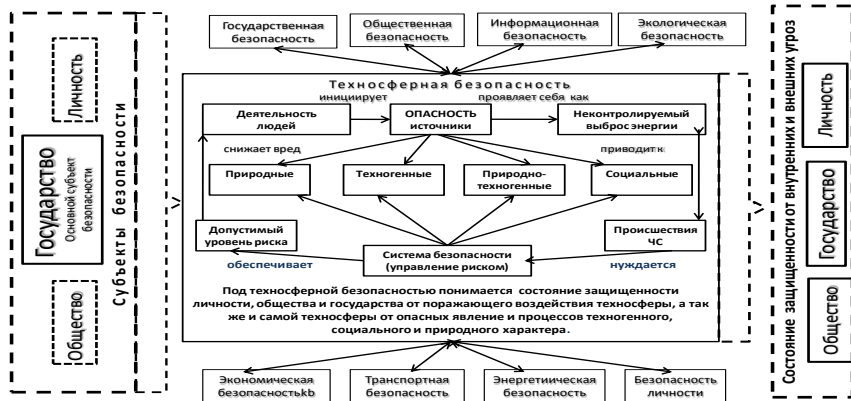 Государственная
безопасность
Общественная
безопасность
Информационная
безопасность
Экологическая
безопасность
Субъекты безопасности
Личность
Государство
Основной субъект
безопасности
Общество
Техносферная безопасность
инициирует
проявляет себя как
Деятельность
людей
ОПАСНОСТЬ
источники
Неконтролируемый
выброс энергии
снижает вред
приводит к
Природные
Техногенные
Природно-
техногенные
Социальные
Допустимый
уровень риска
Происшествия
ЧС
Система безопасности
(управление риском)
обеспечивает
нуждается
Под техносферной безопасностью понимается состояние защищенности
личности, общества и государства от поражающего воздействия техносферы, а так
же и самой техносферы от опасных явление и процессов техногенного,
социального и природного характера.
Состояние защищенности от внутренних и внешних угроз
Личность
Государство
Общество
Экономическая
безопасностьkb
Транспортная
безопасность
Энергетиическая
безопасность
Безопасность
личности